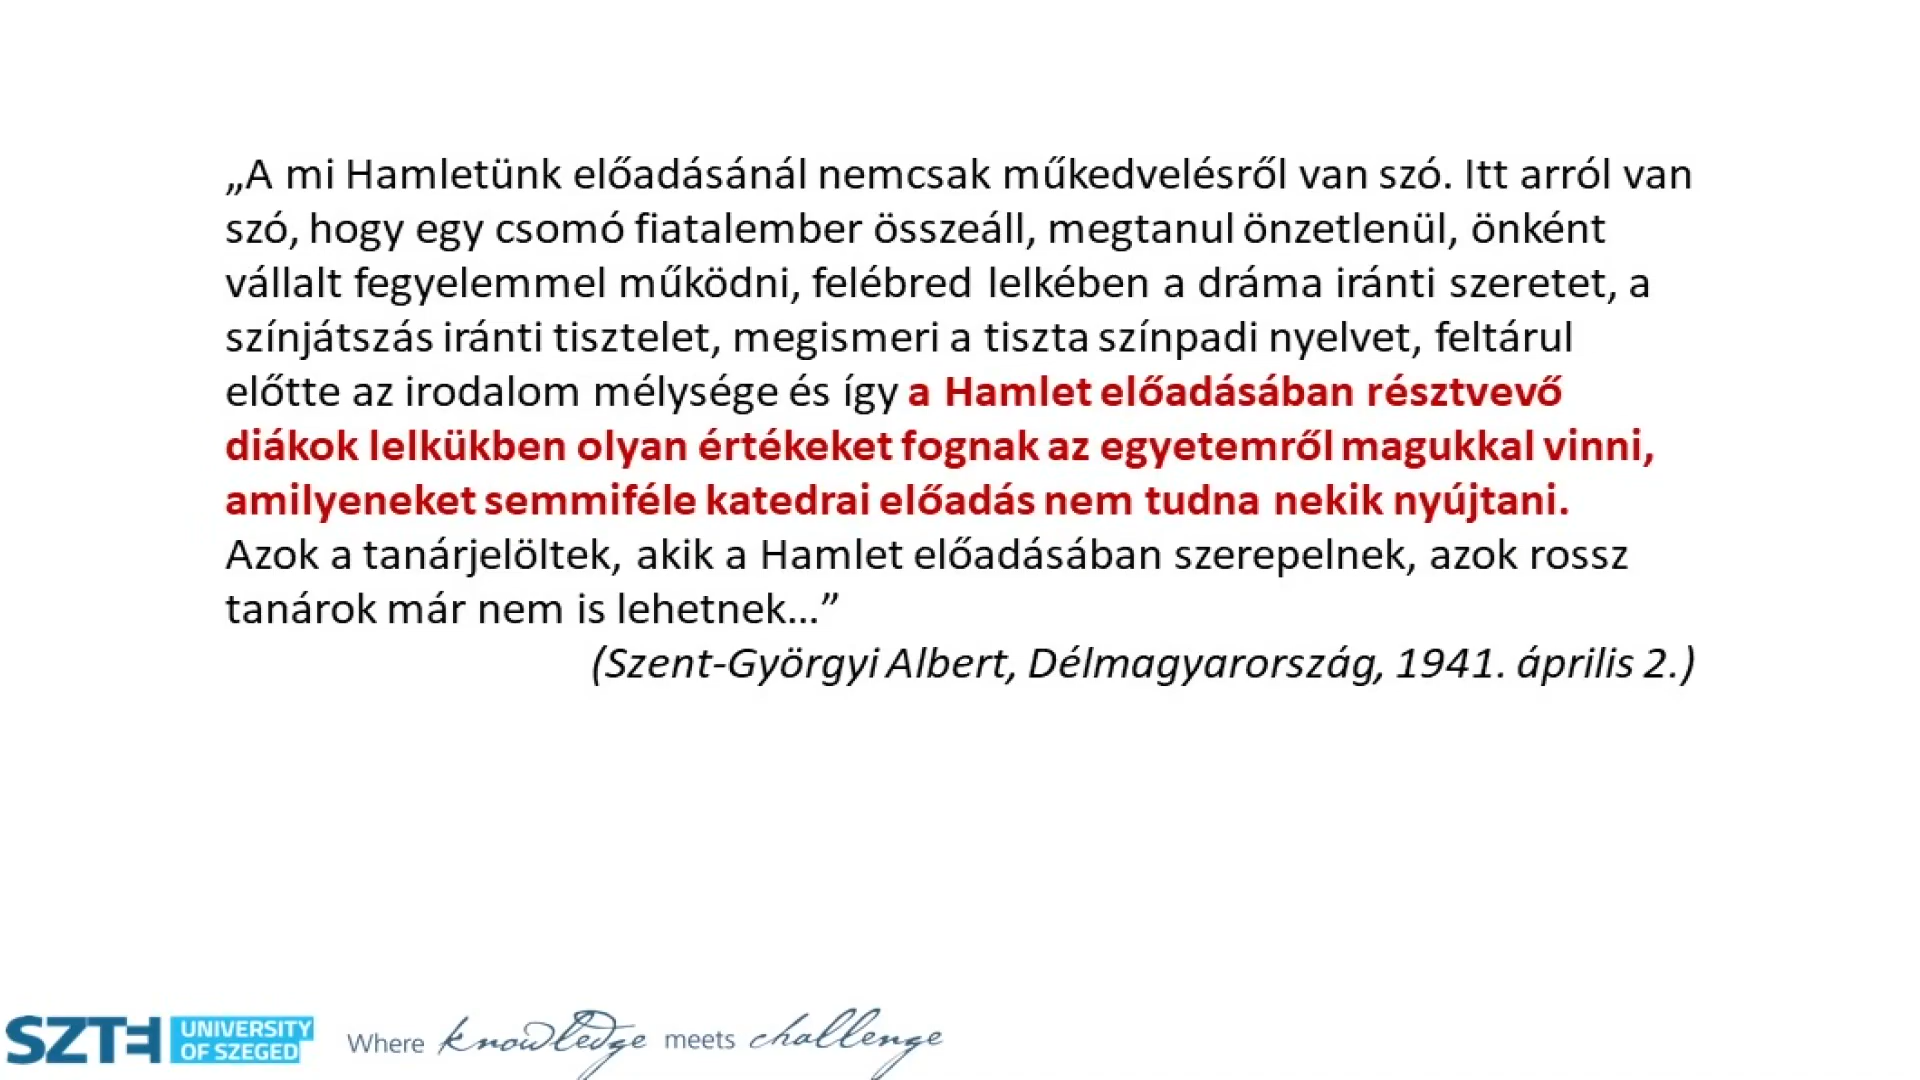 „A mi Hamletünk előadásánál nemcsak műkedvelésről van szó. Itt arról van
szó, hogy egy csomó fiatalember összeáll, megtanul önzetlenül, önként
vállalt fegyelemmel működni, felébred lelkében a dráma iránti szeretet, a
színjátszás iránti tisztelet, megismeri a tiszta színpadi nyelvet, feltárul
előtte az irodalom mélysége és így a Hamlet előadásában résztvevő
diákok lelkükben olyan értékeket fognak az egyetemről magukkal vinni,
amilyeneket semmiféle katedrai előadás nem tudna nekik nyújtani.
Azok a tanárjelöltek, akik a Hamlet előadásában szerepelnek, azok rossz
tanárok már nem is lehetnek…”
(Szent-Györgyi Albert, Délmagyarország, 1941. április 2.)
SZTE UNIVERSITY
OF SZEGED
Where knowledge meets challenge